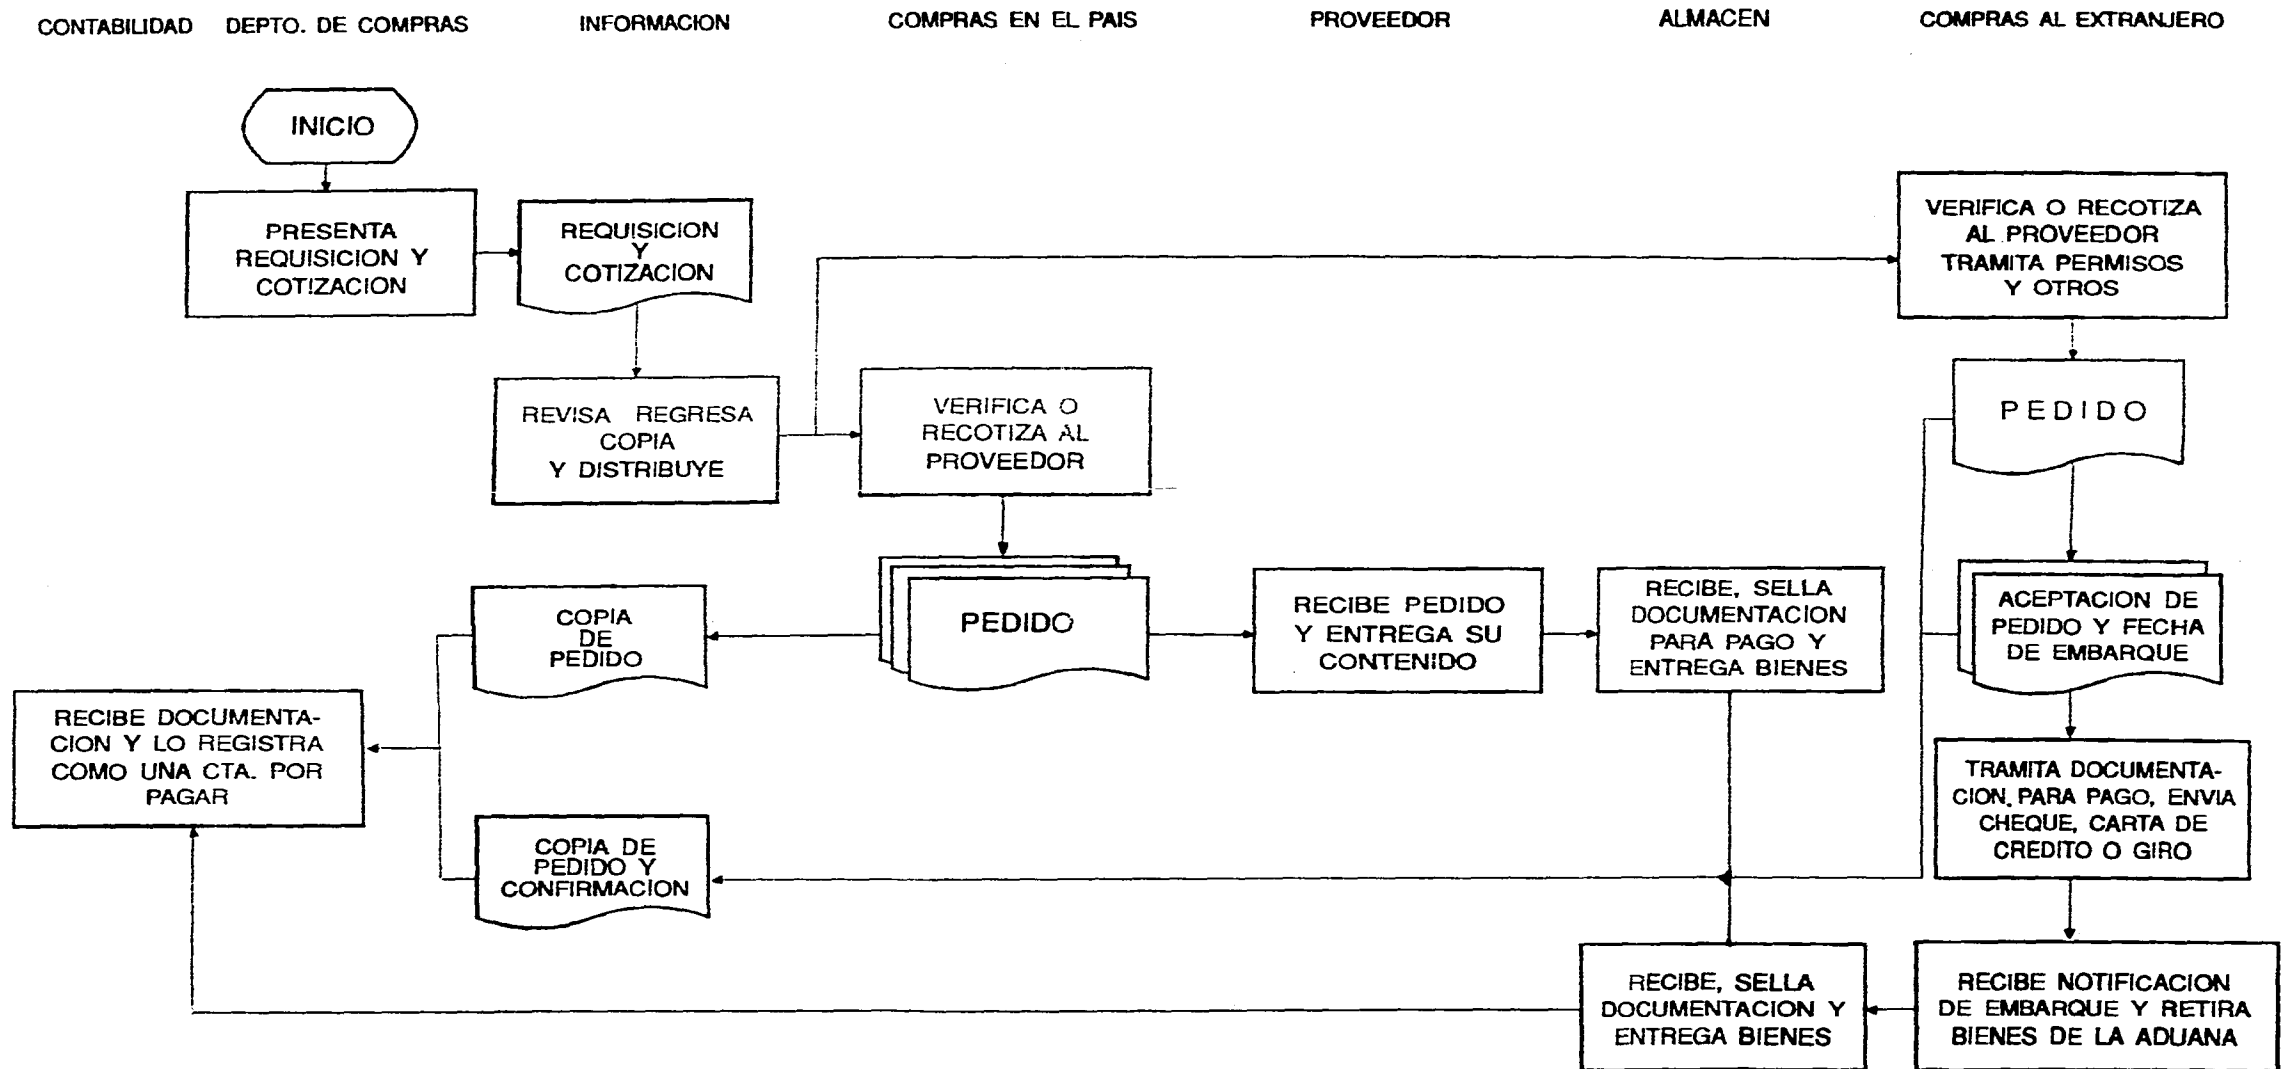 CONTABILIDAD
DEPTO. DE COMPRAS
INFORMACION
COMPRAS EN EL PAIS
PROVEEDOR
ALMACEN
COMPRAS AL EXTRANJERO
INICIO
PRESENTA
REQUISICION Y
COTIZACION
REQUISICION
Y
COTIZACION
VERIFICA O RECOTIZA
AL PROVEEDOR
TRAMITA PERMISOS
Y OTROS
REVISA REGRESA
COPIA
Y DISTRIBUYE
VERIFICA O
RECOTIZA AL
PROVEEDOR
PEDIDO
COPIA
DE
PEDIDO
PEDIDO
RECIBE PEDIDO
Y ENTREGA SU
CONTENIDO
RECIBE, SELLA
DOCUMENTACION
PARA PAGO Y
ENTREGA BIENES
ACEPTACION DE
PEDIDO Y FECHA
DE EMBARQUE
RECIBE DOCUMENTA-
CION Y LO REGISTRA
COMO UNA CTA. POR
PAGAR
TRAMITA DOCUMENTA-
CION, PARA PAGO, ENVIA
CHEQUE, CARTA DE
CREDITO O GIRO
COPIA DE
PEDIDO Y
CONFIRMACION
RECIBE, SELLA
DOCUMENTACION Y
ENTREGA BIENES
RECIBE NOTIFICACION
DE EMBARQUE Y RETIRA
BIENES DE LA ADUANA